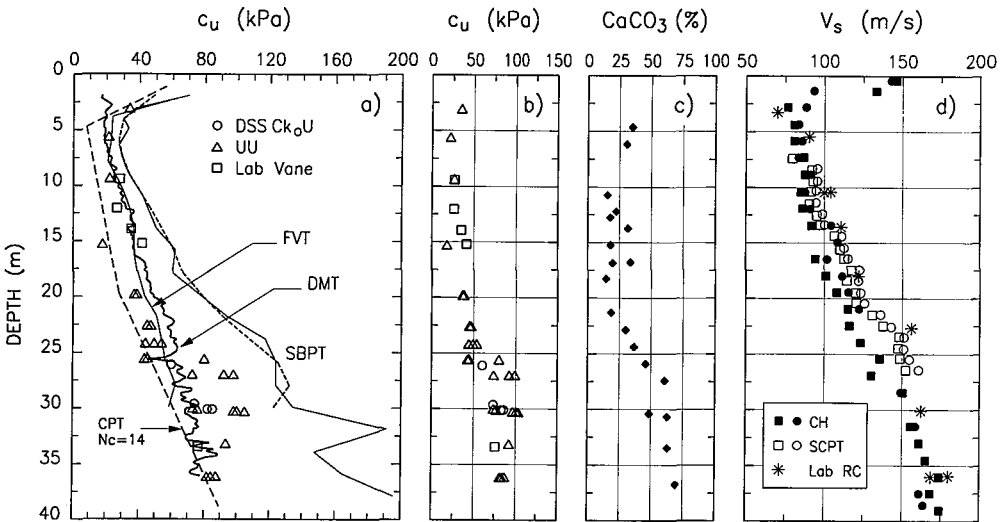 cᵤ (kPa) cᵤ (kPa) CaCO₃ (%) Vₛ (m/s)
0 40 80 120 160 200 0 50 100 150 0 25 50 75 100 50 100 150 200
0
5
10
15
20
25
30
35
40
DEPTH (m)
a) b) c) d)
○ DSS CkₒU
△ UU
□ Lab Vane
FVT
DMT
SBPT
CPT
Nc=14
■ ● CH
□ ○ SCPT
✳ Lab RC